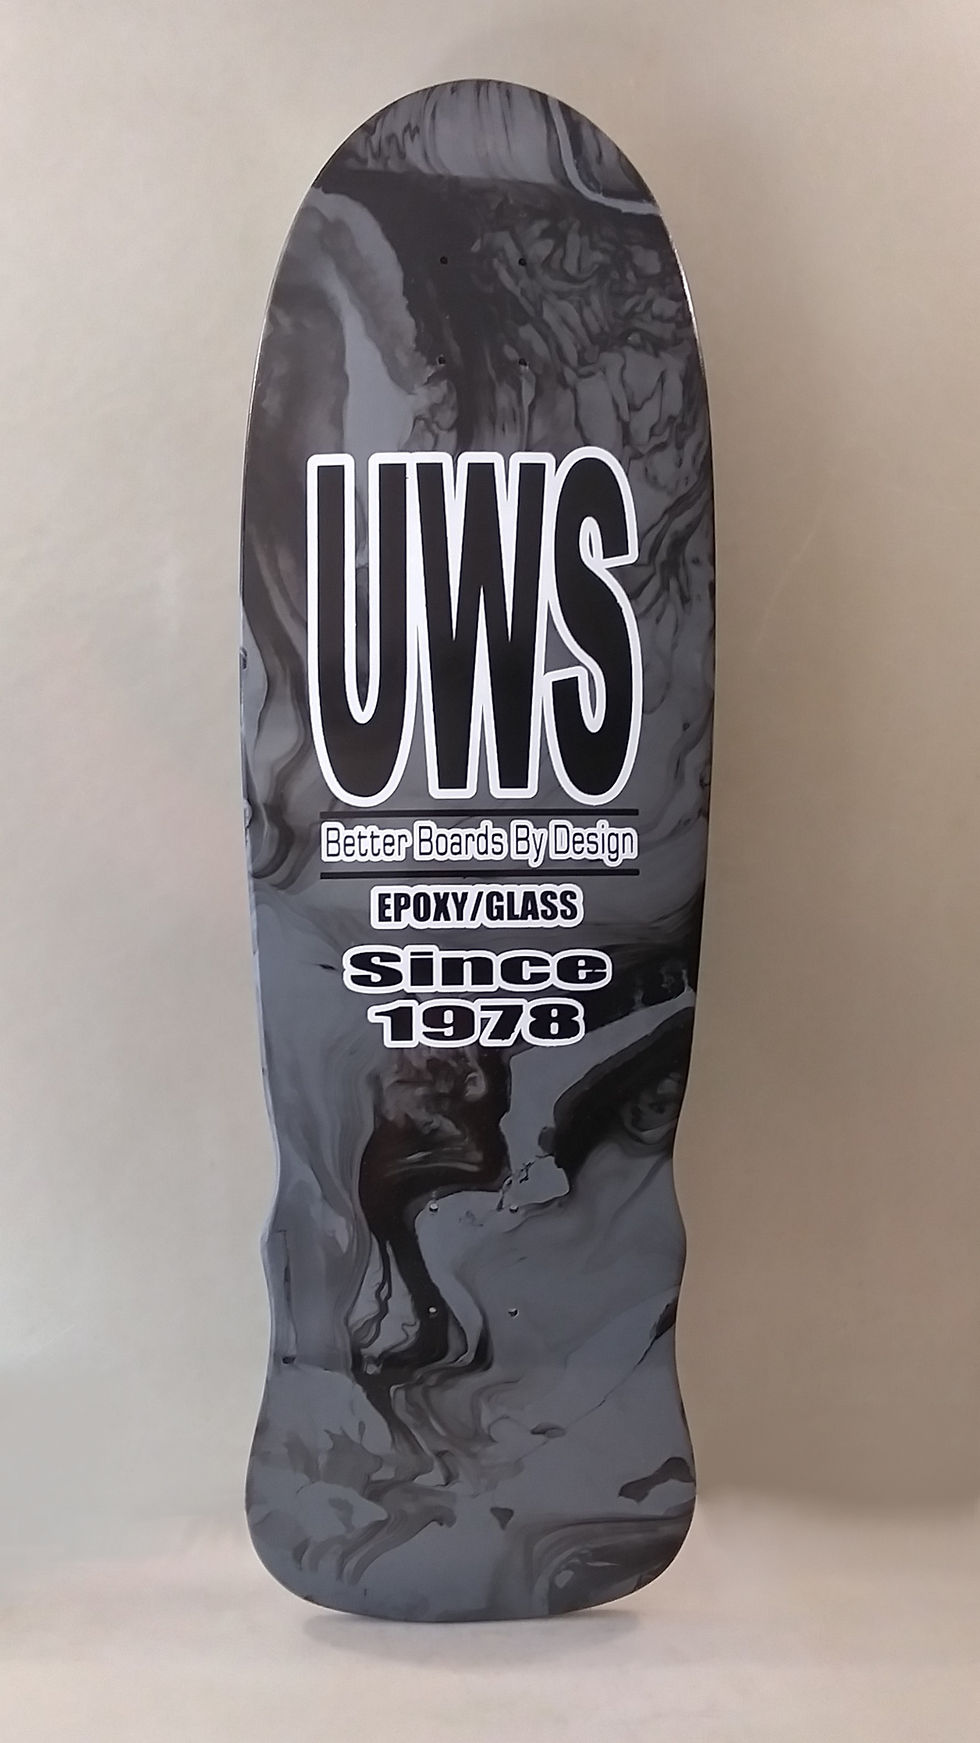 UWS
Better Boards By Design
EPOXY/GLASS
Since
1978